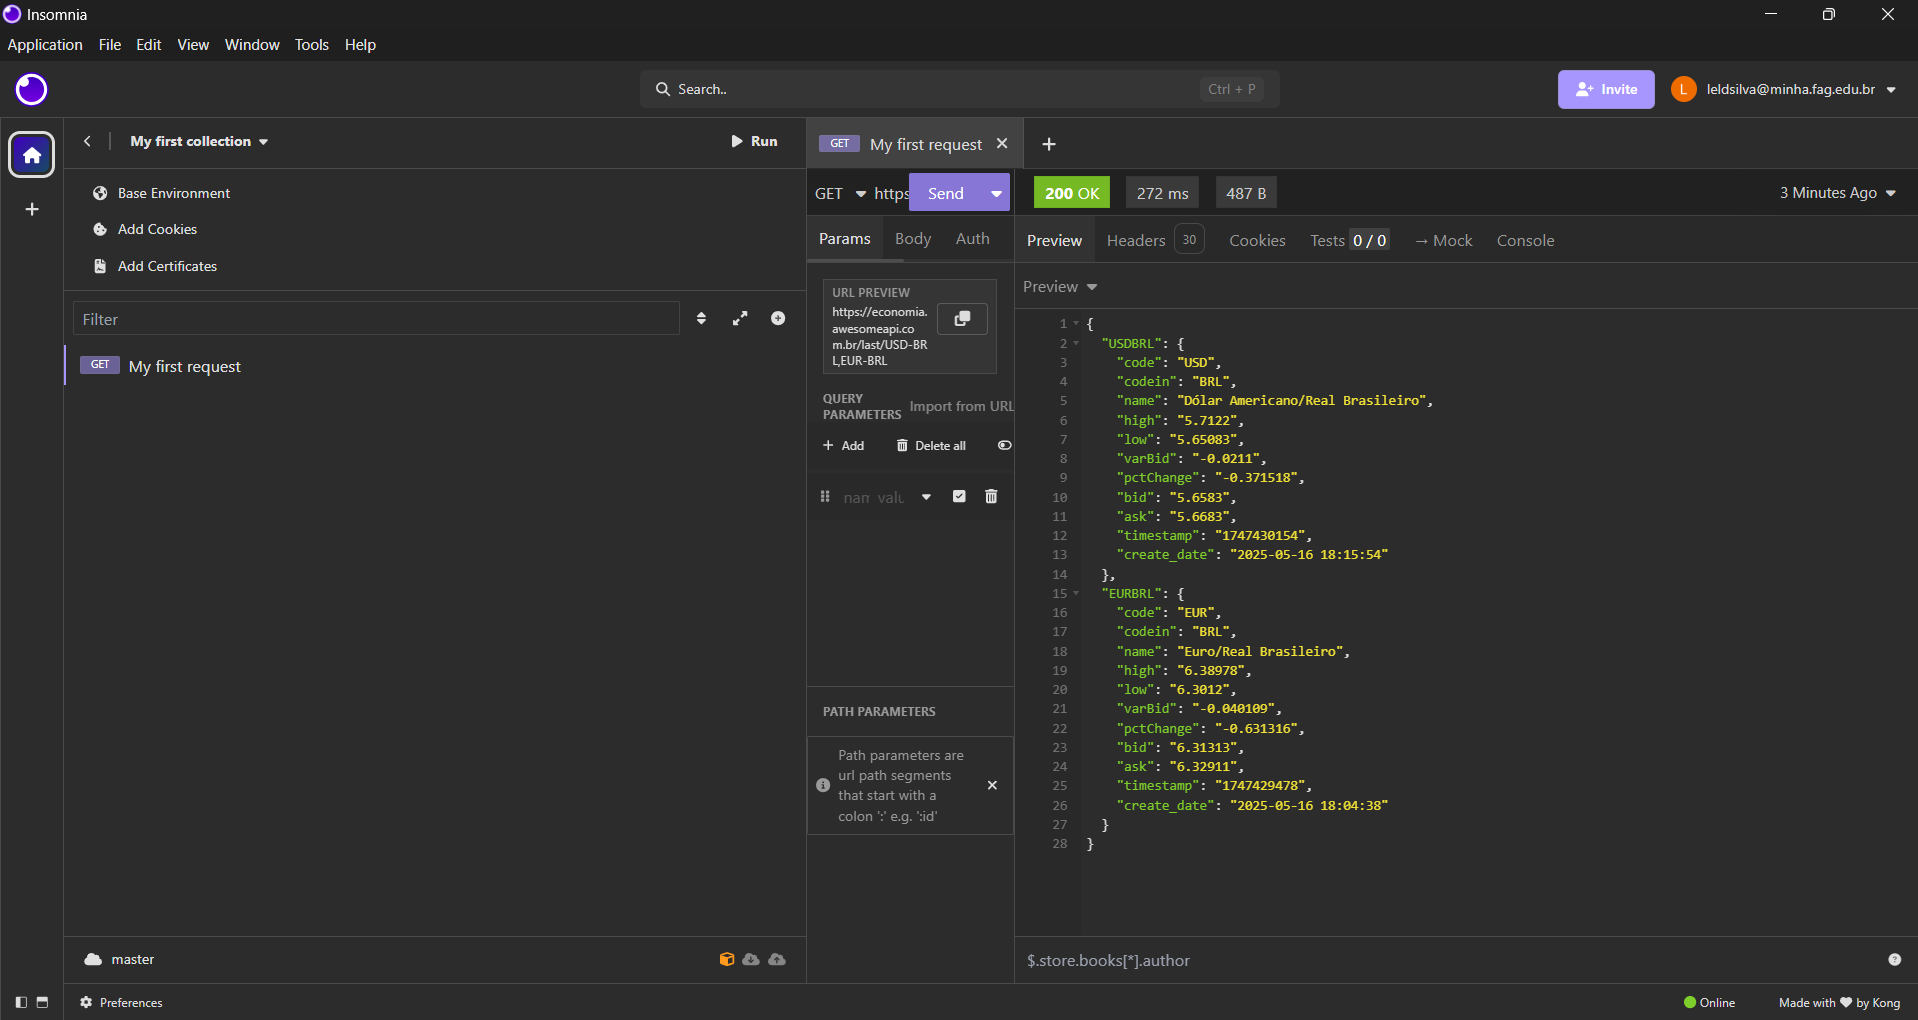 Insomnia
Application File Edit View Window Tools Help
Search.. Ctrl + P
Invite
L leldsilva@minha.fag.edu.br
My first collection
Run
Base Environment
Add Cookies
Add Certificates
Filter
GET My first request
master
Preferences
GET My first request
GET https Send
Params Body Auth
URL PREVIEW
https://economia.
awesomeapi.co
m.br/last/USD-BR
L,EUR-BRL
QUERY
PARAMETERS
Import from URL
Add Delete all
nam valu
PATH PARAMETERS
Path parameters are
url path segments
that start with a
colon ':' e.g. ':id'
200 OK 272 ms 487 B 3 Minutes Ago
Preview Headers 30 Cookies Tests 0 / 0 → Mock Console
Preview
1 {
2 "USDBRL": {
3 "code": "USD",
4 "codein": "BRL",
5 "name": "Dólar Americano/Real Brasileiro",
6 "high": "5.7122",
7 "low": "5.65083",
8 "varBid": "-0.0211",
9 "pctChange": "-0.371518",
10 "bid": "5.6583",
11 "ask": "5.6683",
12 "timestamp": "1747430154",
13 "create_date": "2025-05-16 18:15:54"
14 },
15 "EURBRL": {
16 "code": "EUR",
17 "codein": "BRL",
18 "name": "Euro/Real Brasileiro",
19 "high": "6.38978",
20 "low": "6.3012",
21 "varBid": "-0.040109",
22 "pctChange": "-0.631316",
23 "bid": "6.31313",
24 "ask": "6.32911",
25 "timestamp": "1747429478",
26 "create_date": "2025-05-16 18:04:38"
27 }
28 }
$.store.books[*].author
Online
Made with ♥ by Kong